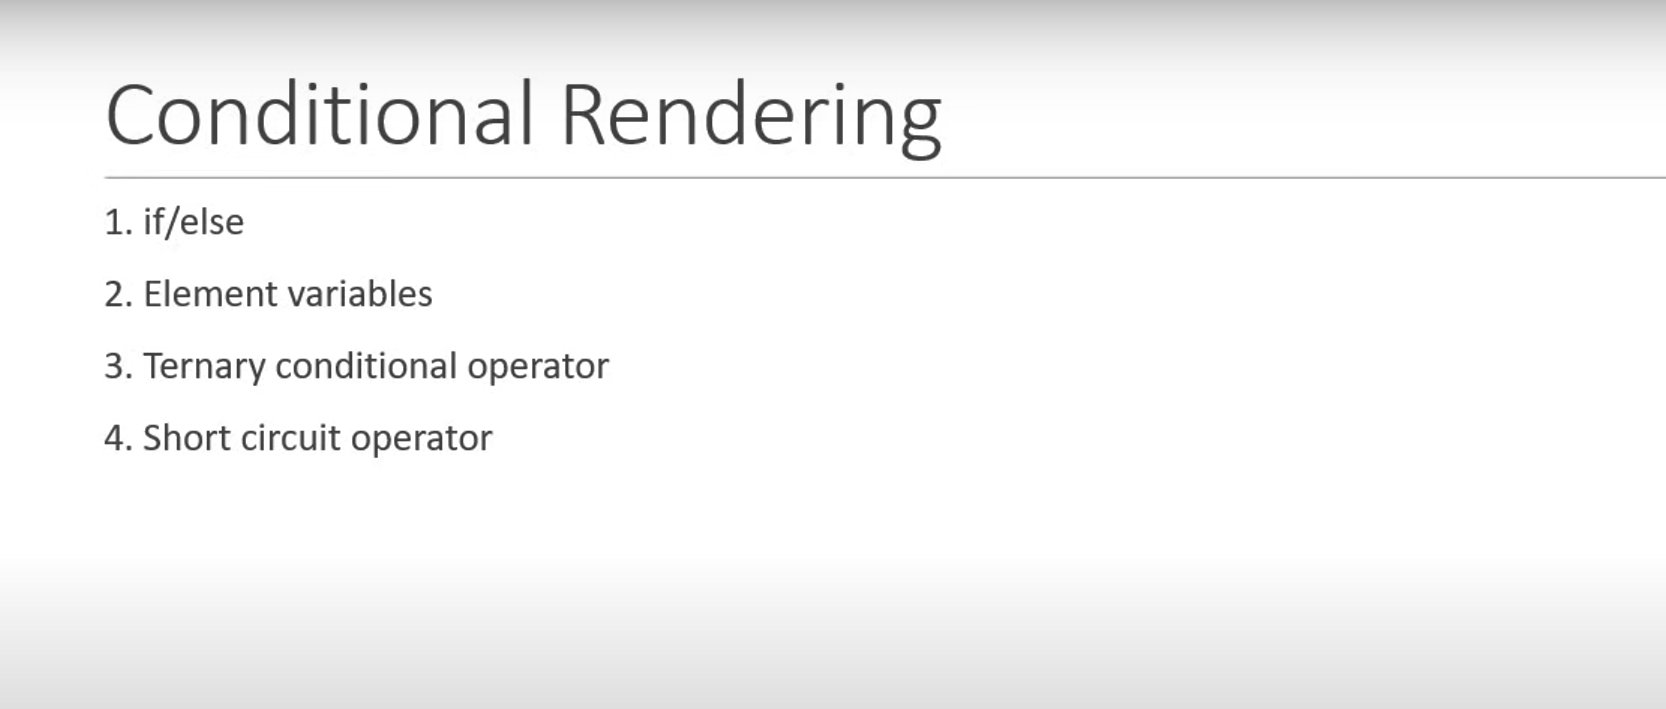 Conditional Rendering
1. if/else
2. Element variables
3. Ternary conditional operator
4. Short circuit operator